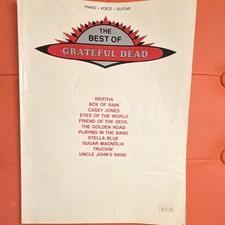 PIANO • VOICE • GUITAR
THE
BEST OF
GRATEFUL DEAD
BERTHA
BOX OF RAIN
CASEY JONES
EYES OF THE WORLD
FRIEND OF THE DEVIL
THE GOLDEN ROAD
PLAYING IN THE BAND
STELLA BLUE
SUGAR MAGNOLIA
TRUCKIN'
UNCLE JOHN'S BAND